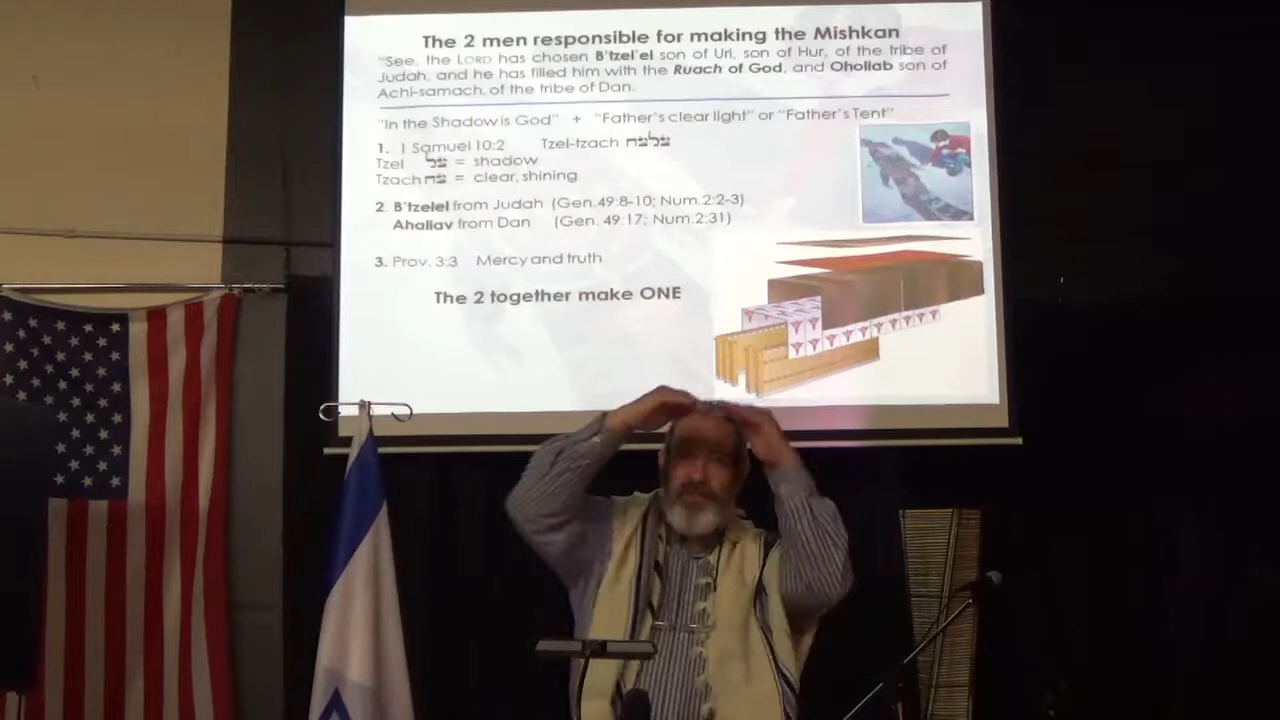 The 2 men responsible for making the Mishkan
"See, the LORD has chosen B'tzel'el son of Uri, son of Hur, of the tribe of
Judah, and he has filled him with the Ruach of God, and Oholiab son of
Achi-samach, of the tribe of Dan.
"In the Shadow is God" + "Father's clear light" or "Father's Tent"
1. 1 Samuel 10:2 Tzel-tzach צלצח
Tzel צל = shadow
Tzach צח = clear, shining
2. B'tzelel from Judah (Gen.49:8-10; Num.2:2-3)
Ahaliav from Dan (Gen. 49:17; Num.2:31)
3. Prov. 3:3 Mercy and truth
The 2 together make ONE